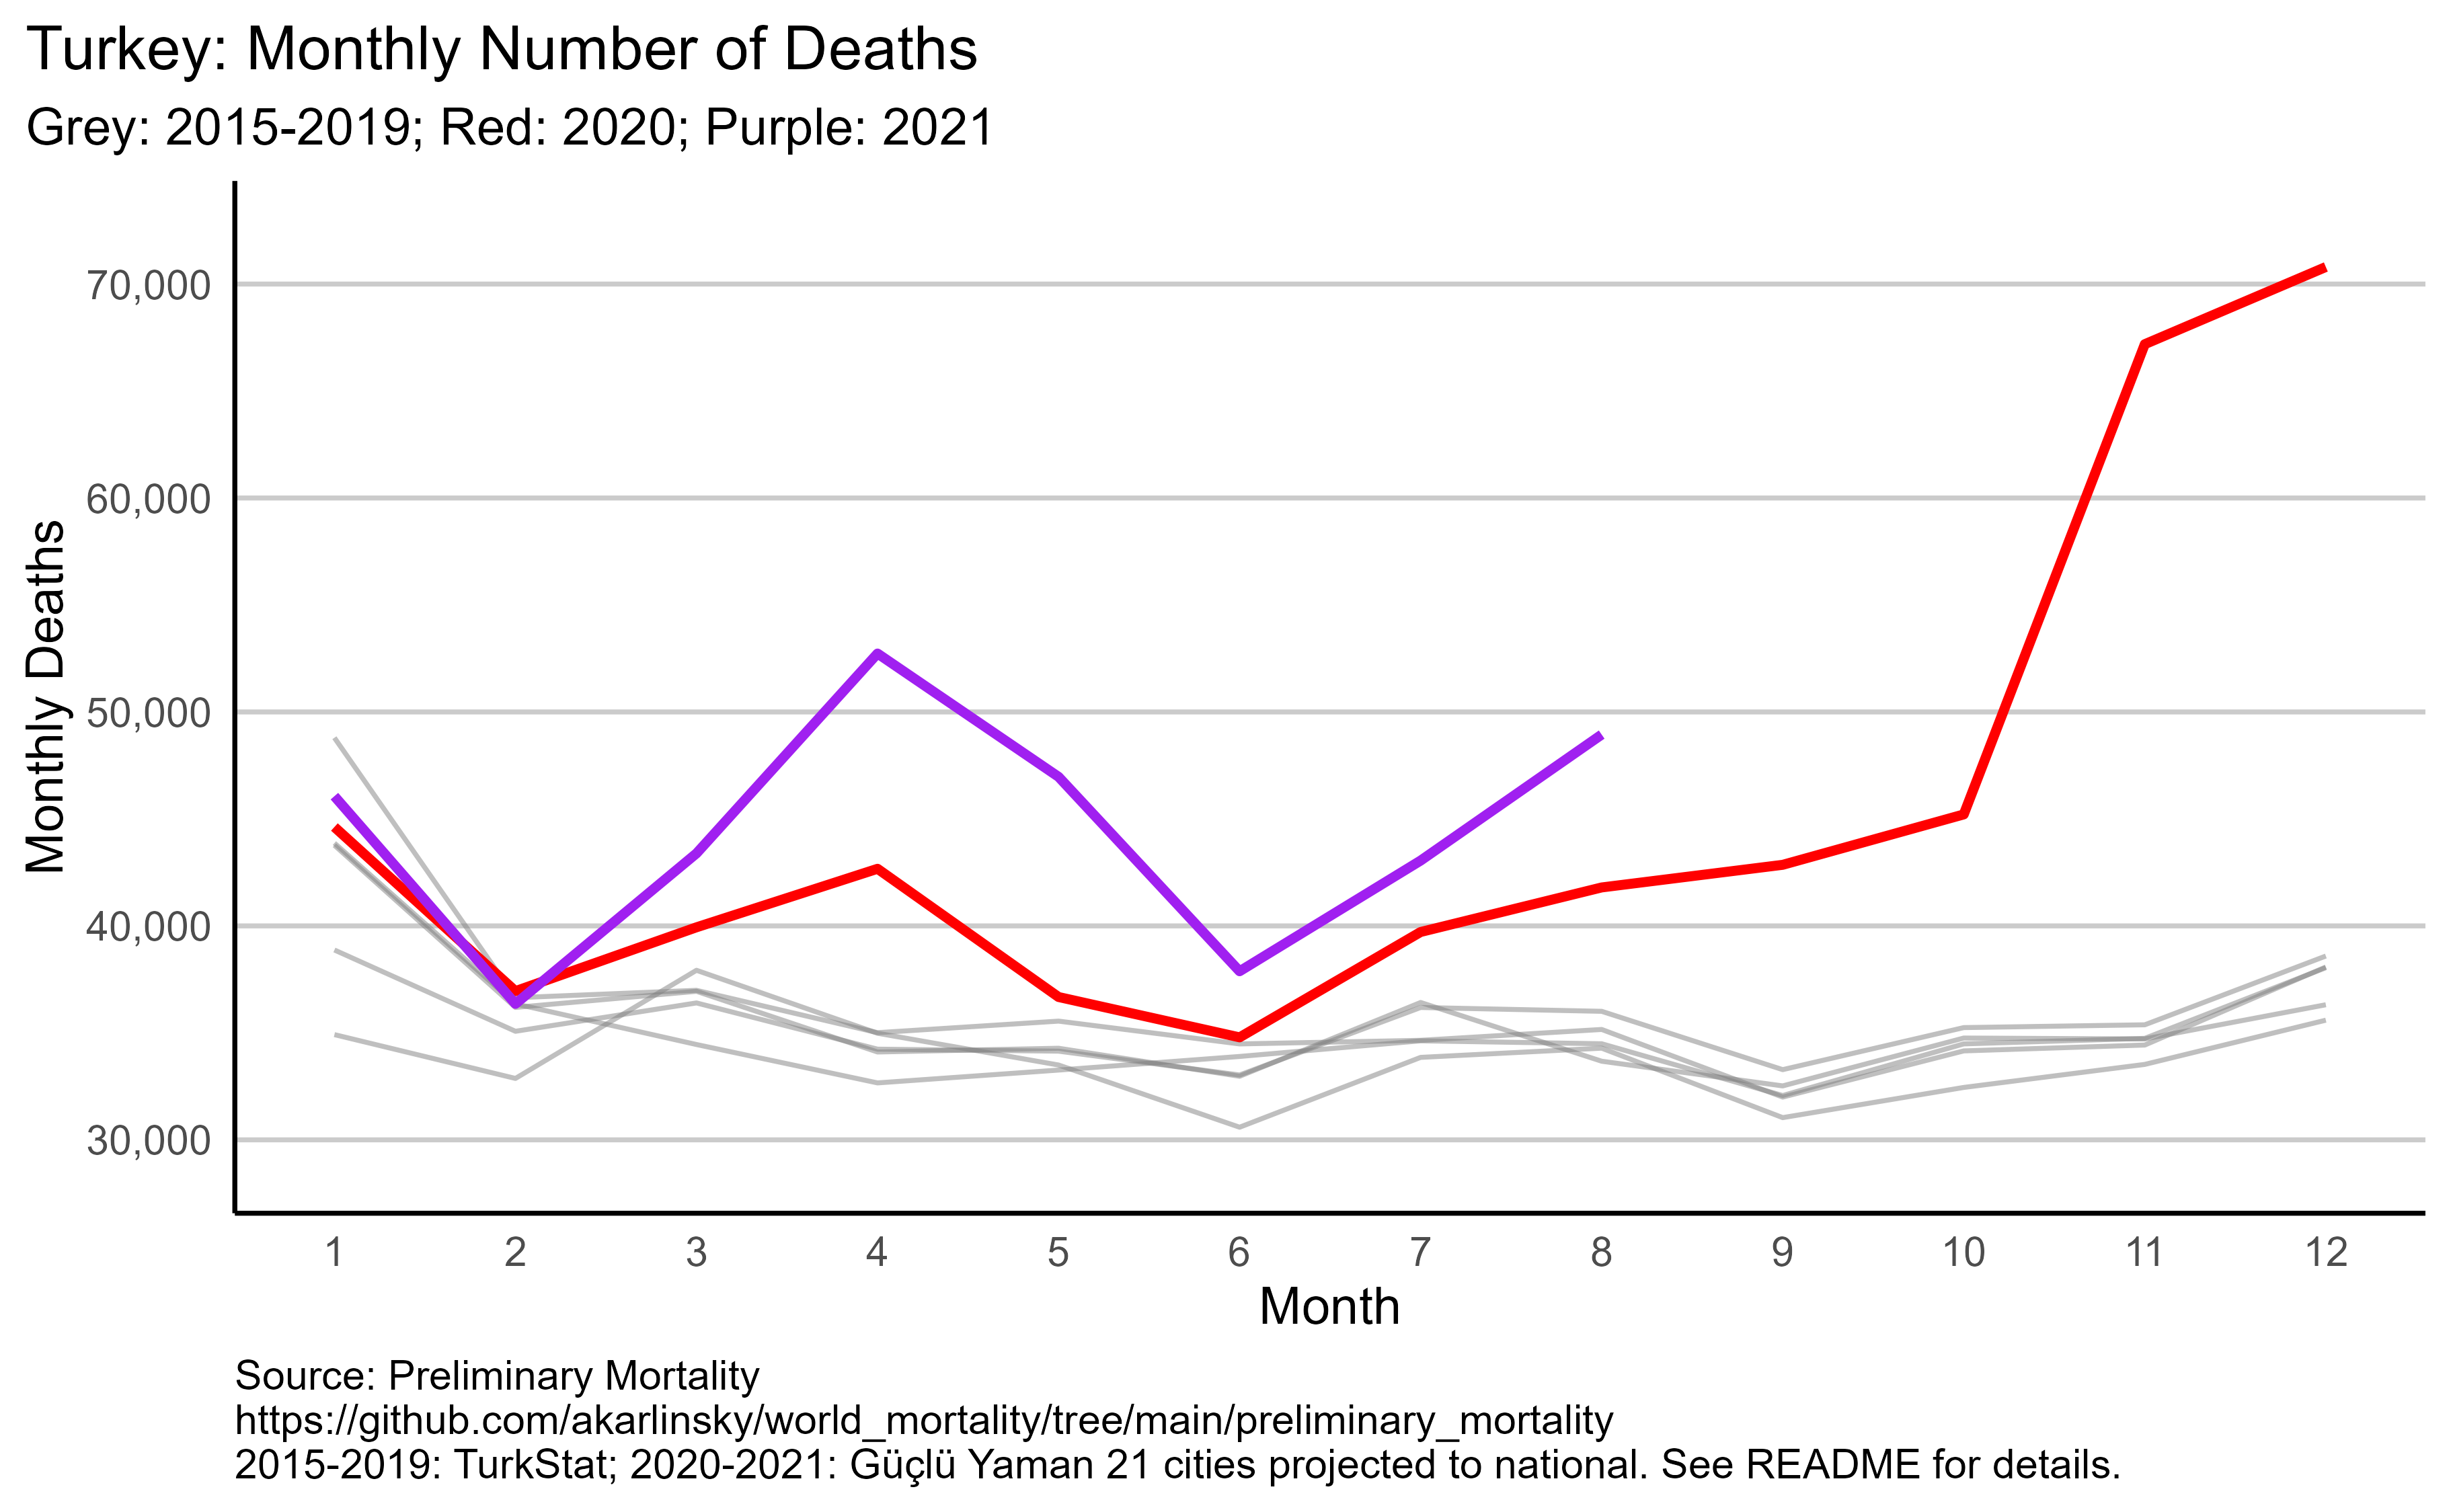 Turkey: Monthly Number of Deaths
Grey: 2015-2019; Red: 2020; Purple: 2021
70,000
60,000
50,000
40,000
30,000
Monthly Deaths
1 2 3 4 5 6 7 8 9 10 11 12
Month
Source: Preliminary Mortality
https://github.com/akarlinsky/world_mortality/tree/main/preliminary_mortality
2015-2019: TurkStat; 2020-2021: Güçlü Yaman 21 cities projected to national. See README for details.